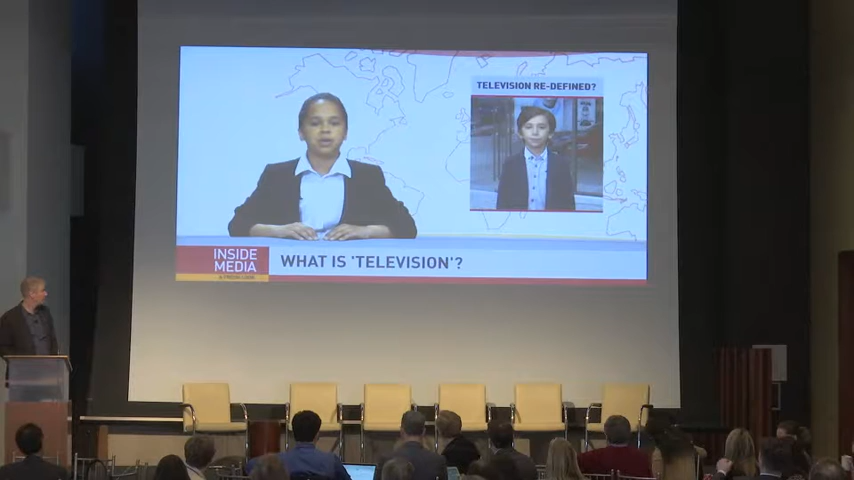 TELEVISION RE-DEFINED?
INSIDE
MEDIA
WHAT IS 'TELEVISION'?